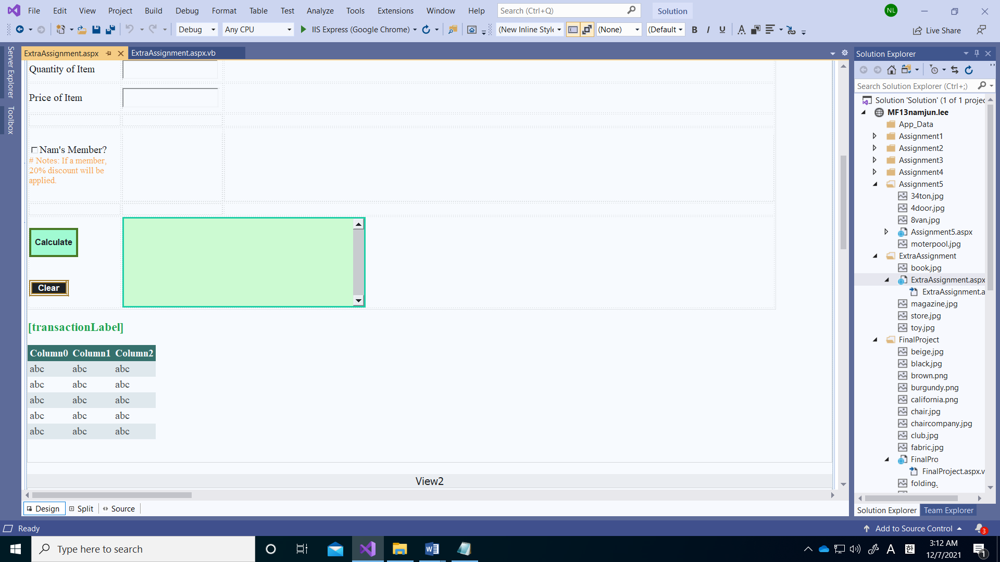 File Edit View Project Build Debug Format Table Test Analyze Tools Extensions Window Help Search (Ctrl+Q) Solution NL
Debug Any CPU IIS Express (Google Chrome) (New Inline Style (None) (Default B I U A Live Share
Server Explorer
Toolbox
ExtraAssignment.aspx ExtraAssignment.aspx.vb
Quantity of Item
Price of Item
Nam's Member?
# Notes: If a member,
20% discount will be
applied.
Calculate
Clear
[transactionLabel]
Column0 Column1 Column2
abc abc abc
abc abc abc
abc abc abc
abc abc abc
abc abc abc
View2
Design Split Source
Solution Explorer
Search Solution Explorer (Ctrl+;)
Solution 'Solution' (1 of 1 projec
MF13namjun.lee
App_Data
Assignment1
Assignment2
Assignment3
Assignment4
Assignment5
34ton.jpg
4door.jpg
8van.jpg
Assignment5.aspx
moterpool.jpg
ExtraAssignment
book.jpg
ExtraAssignment.aspx
ExtraAssignment.a
magazine.jpg
store.jpg
toy.jpg
FinalProject
beige.jpg
black.jpg
brown.png
burgundy.png
california.png
chair.jpg
chaircompany.jpg
club.jpg
fabric.jpg
FinalPro
FinalProject.aspx.v
folding.
Solution Explorer Team Explorer
Ready Add to Source Control 3
Type here to search A 한 3:12 AM
12/7/2021 1